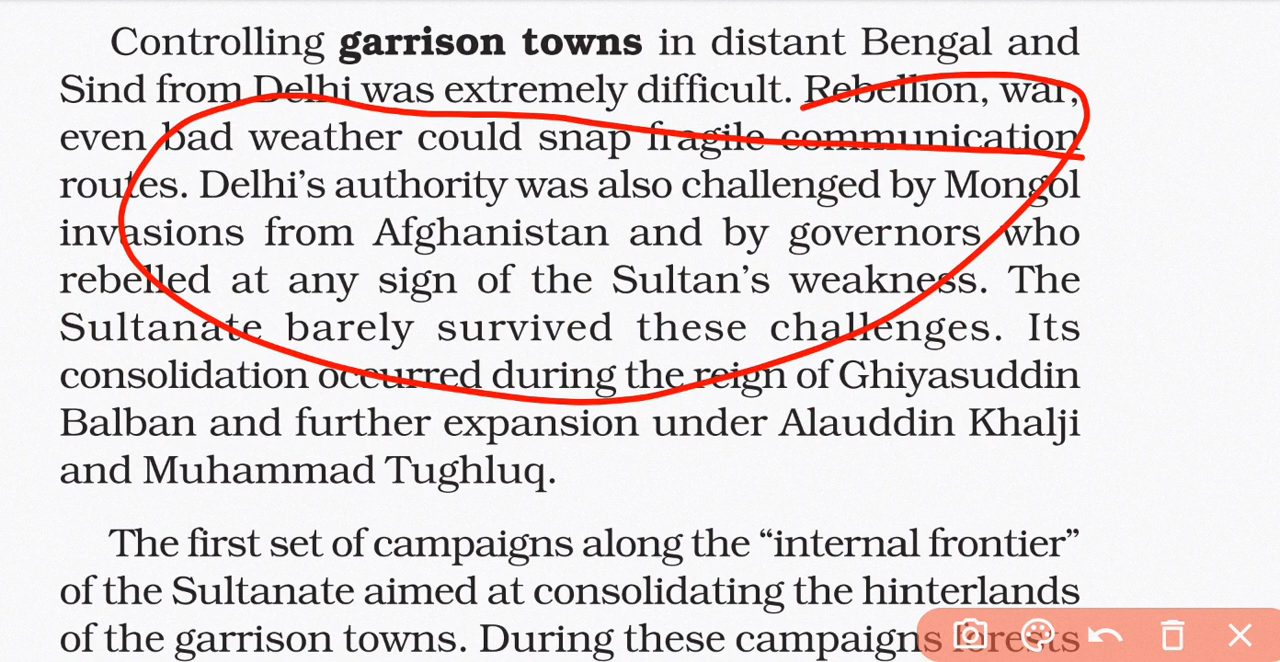 Controlling garrison towns in distant Bengal and
Sind from Delhi was extremely difficult. Rebellion, war,
even bad weather could snap fragile communication
routes. Delhi’s authority was also challenged by Mongol
invasions from Afghanistan and by governors who
rebelled at any sign of the Sultan’s weakness. The
Sultanate barely survived these challenges. Its
consolidation occurred during the reign of Ghiyasuddin
Balban and further expansion under Alauddin Khalji
and Muhammad Tughluq.
The first set of campaigns along the “internal frontier”
of the Sultanate aimed at consolidating the hinterlands
of the garrison towns. During these campaigns forests